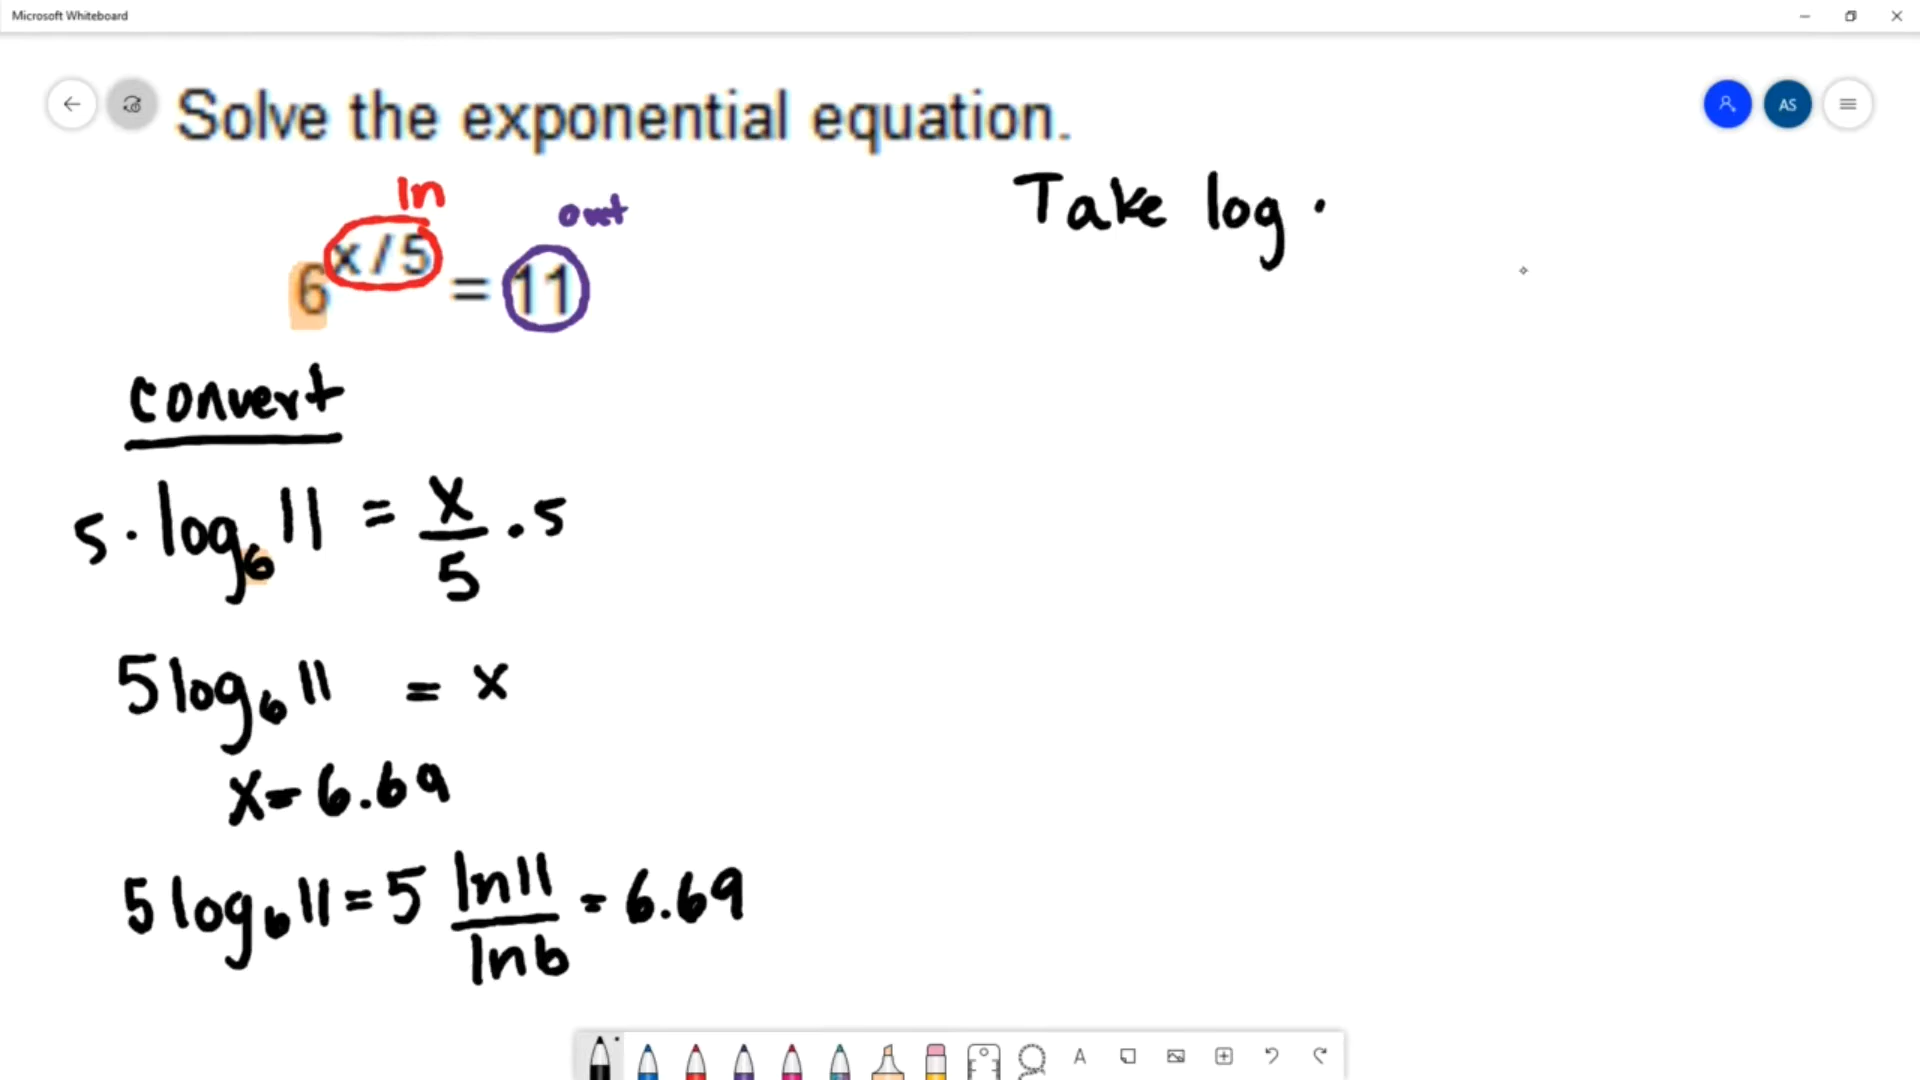 Microsoft Whiteboard
Solve the exponential equation.
AS
In
out
6^{x/5} = 11
Take log ·
convert
5 · log₆ 11 = x/5 · 5
5 log₆ 11 = x
x = 6.69
5 log₆ 11 = 5 ln11/ln6 = 6.69
A